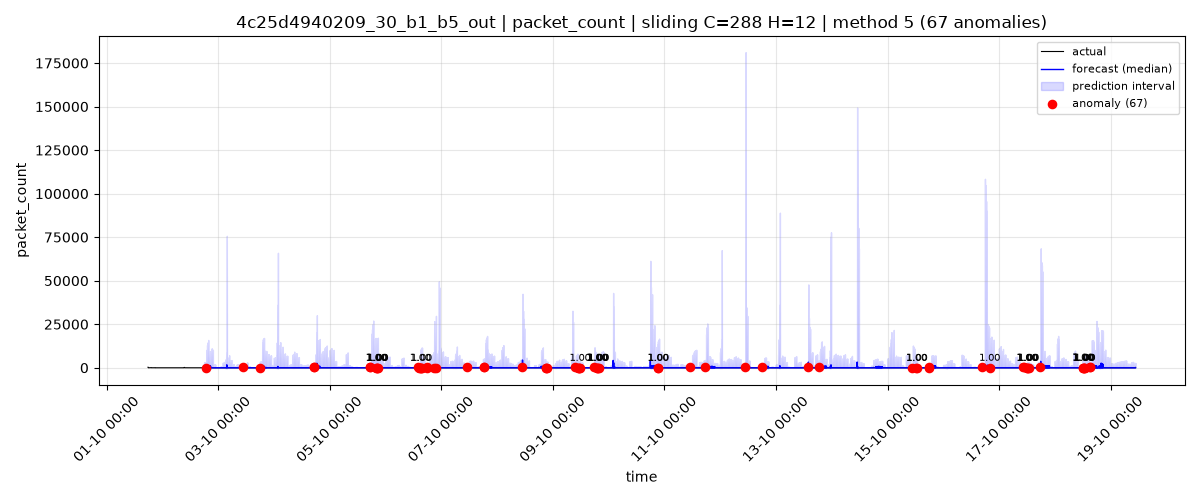 4c25d4940209_30_b1_b5_out | packet_count | sliding C=288 H=12 | method 5 (67 anomalies)
actual
forecast (median)
prediction interval
anomaly (67)
packet_count
175000
150000
125000
100000
75000
50000
25000
0
1.00 1.00 1.00 1.00 1.00 1.00 1.00 1.00 1.00
01-10 00:00
03-10 00:00
05-10 00:00
07-10 00:00
09-10 00:00
11-10 00:00
13-10 00:00
15-10 00:00
17-10 00:00
19-10 00:00
time